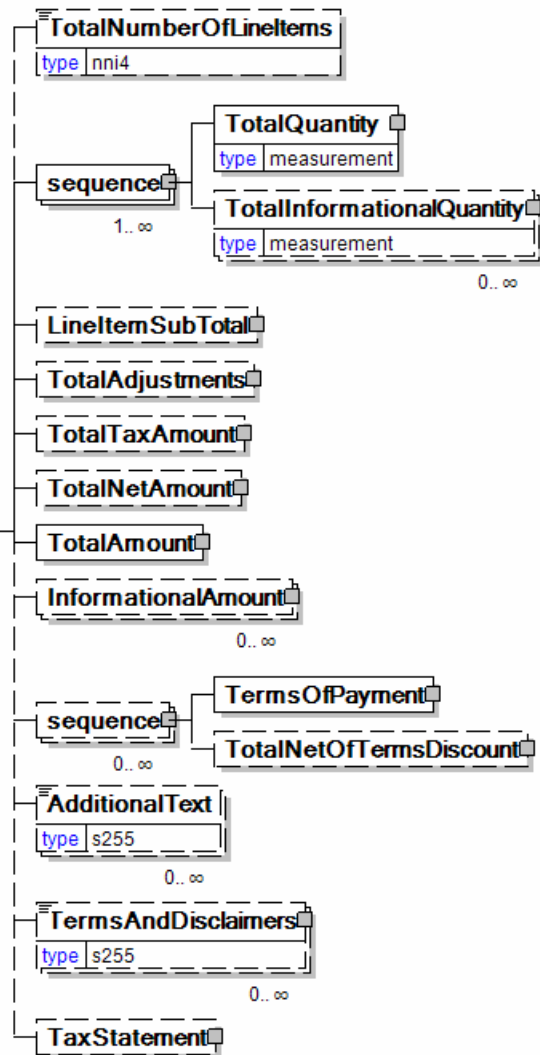 TotalNumberOfLineItems
type nni4
TotalQuantity
type measurement
sequence
1.. ∞
TotalInformationalQuantity
type measurement
0.. ∞
LineItemSubTotal
TotalAdjustments
TotalTaxAmount
TotalNetAmount
TotalAmount
InformationalAmount
0.. ∞
TermsOfPayment
sequence
0.. ∞
TotalNetOfTermsDiscount
AdditionalText
type s255
0.. ∞
TermsAndDisclaimers
type s255
0.. ∞
TaxStatement